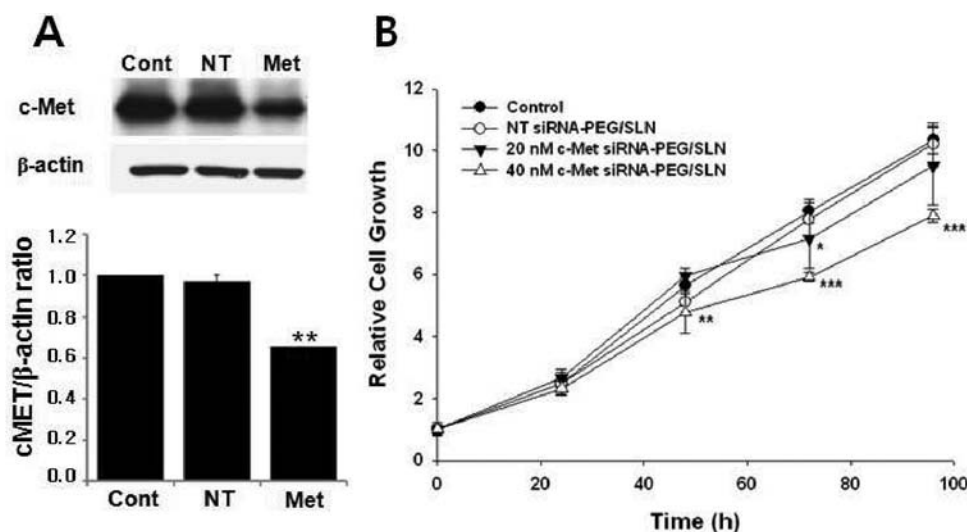 A
Cont NT Met
c-Met
β-actin
cMET/β-actin ratio
1.2
1.0
0.8
0.6
0.4
0.2
0.0
**
Cont NT Met
B
Relative Cell Growth
12
10
8
6
4
2
0
Control
NT siRNA-PEG/SLN
20 nM c-Met siRNA-PEG/SLN
40 nM c-Met siRNA-PEG/SLN
**
*
***
***
0 20 40 60 80 100
Time (h)